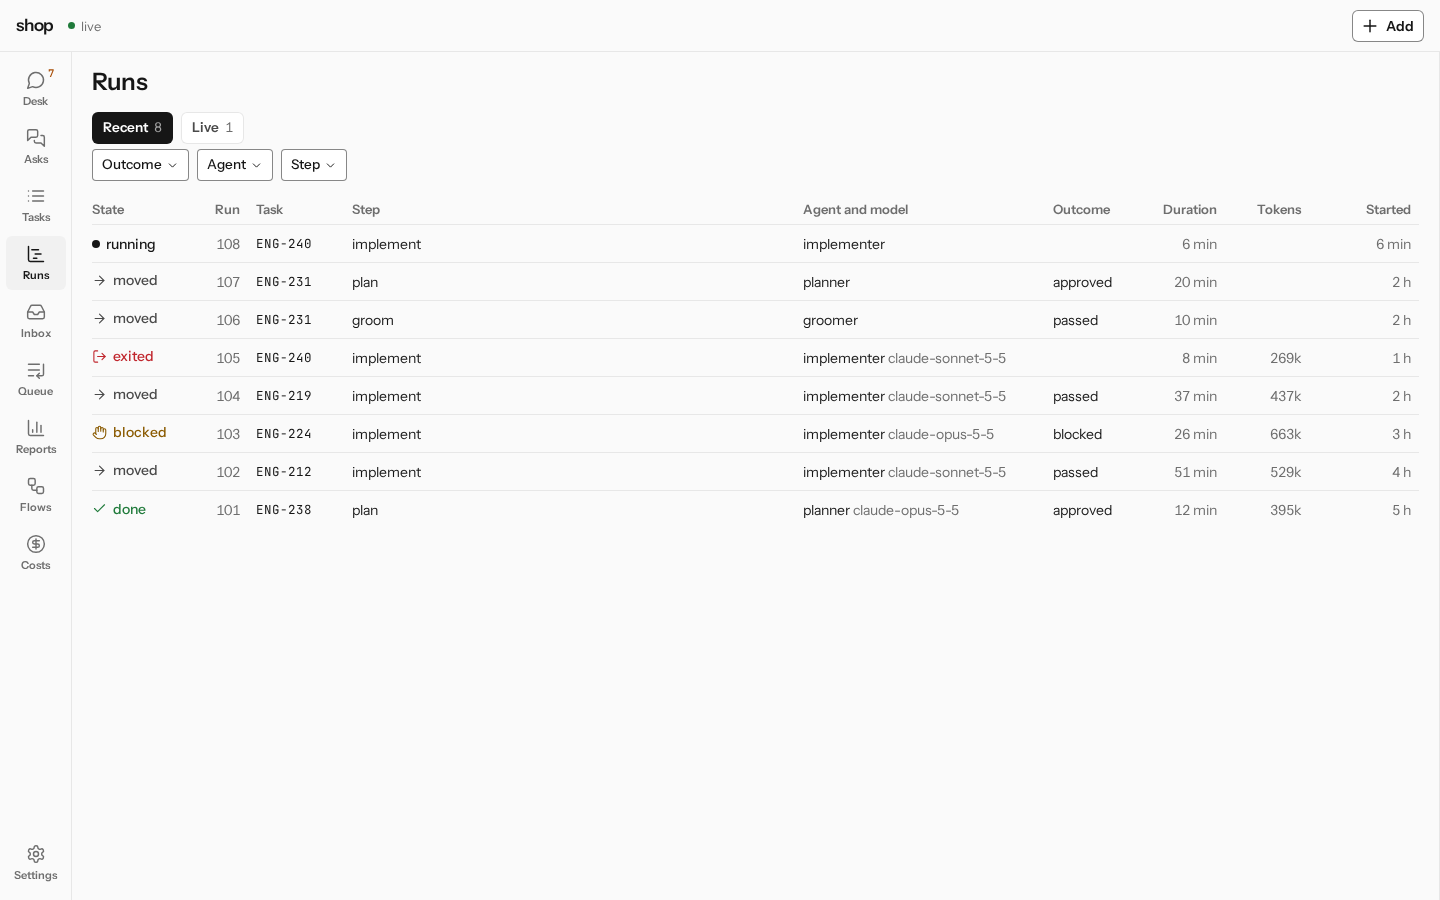 shop live Add
7
Desk
Asks
Tasks
Runs
Inbox
Queue
Reports
Flows
Costs
Settings
Runs
Recent 8 Live 1
Outcome Agent Step
State Run Task Step Agent and model Outcome Duration Tokens Started
running 108 ENG-240 implement implementer 6 min 6 min
moved 107 ENG-231 plan planner approved 20 min 2 h
moved 106 ENG-231 groom groomer passed 10 min 2 h
exited 105 ENG-240 implement implementer claude-sonnet-5-5 8 min 269k 1 h
moved 104 ENG-219 implement implementer claude-sonnet-5-5 passed 37 min 437k 2 h
blocked 103 ENG-224 implement implementer claude-opus-5-5 blocked 26 min 663k 3 h
moved 102 ENG-212 implement implementer claude-sonnet-5-5 passed 51 min 529k 4 h
done 101 ENG-238 plan planner claude-opus-5-5 approved 12 min 395k 5 h